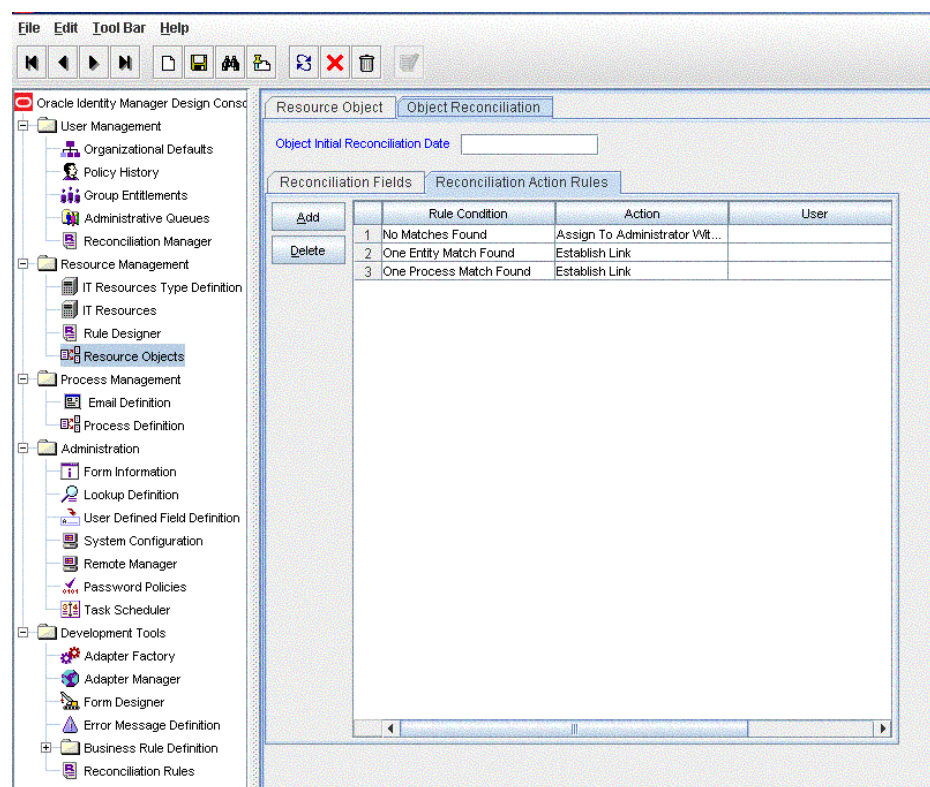 File Edit Tool Bar Help
Oracle Identity Manager Design Consc
User Management
Organizational Defaults
Policy History
Group Entitlements
Administrative Queues
Reconciliation Manager
Resource Management
IT Resources Type Definition
IT Resources
Rule Designer
Resource Objects
Process Management
Email Definition
Process Definition
Administration
Form Information
Lookup Definition
User Defined Field Definition
System Configuration
Remote Manager
Password Policies
Task Scheduler
Development Tools
Adapter Factory
Adapter Manager
Form Designer
Error Message Definition
Business Rule Definition
Reconciliation Rules
Resource Object Object Reconciliation
Object Initial Reconciliation Date
Reconciliation Fields Reconciliation Action Rules
Add
Delete
Rule Condition Action User
1 No Matches Found Assign To Administrator Wit...
2 One Entity Match Found Establish Link
3 One Process Match Found Establish Link